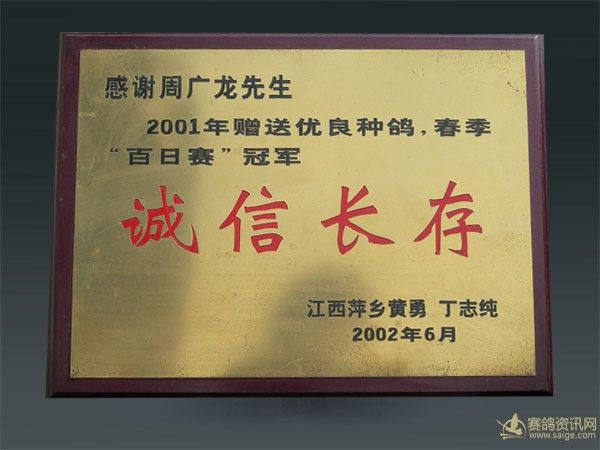 感谢周广龙先生
2001年赠送优良种鸽，春季
“百日赛”冠军
诚信长存
江西萍乡黄勇 丁志纯
2002年6月
赛鸽资讯网
www.saige.com